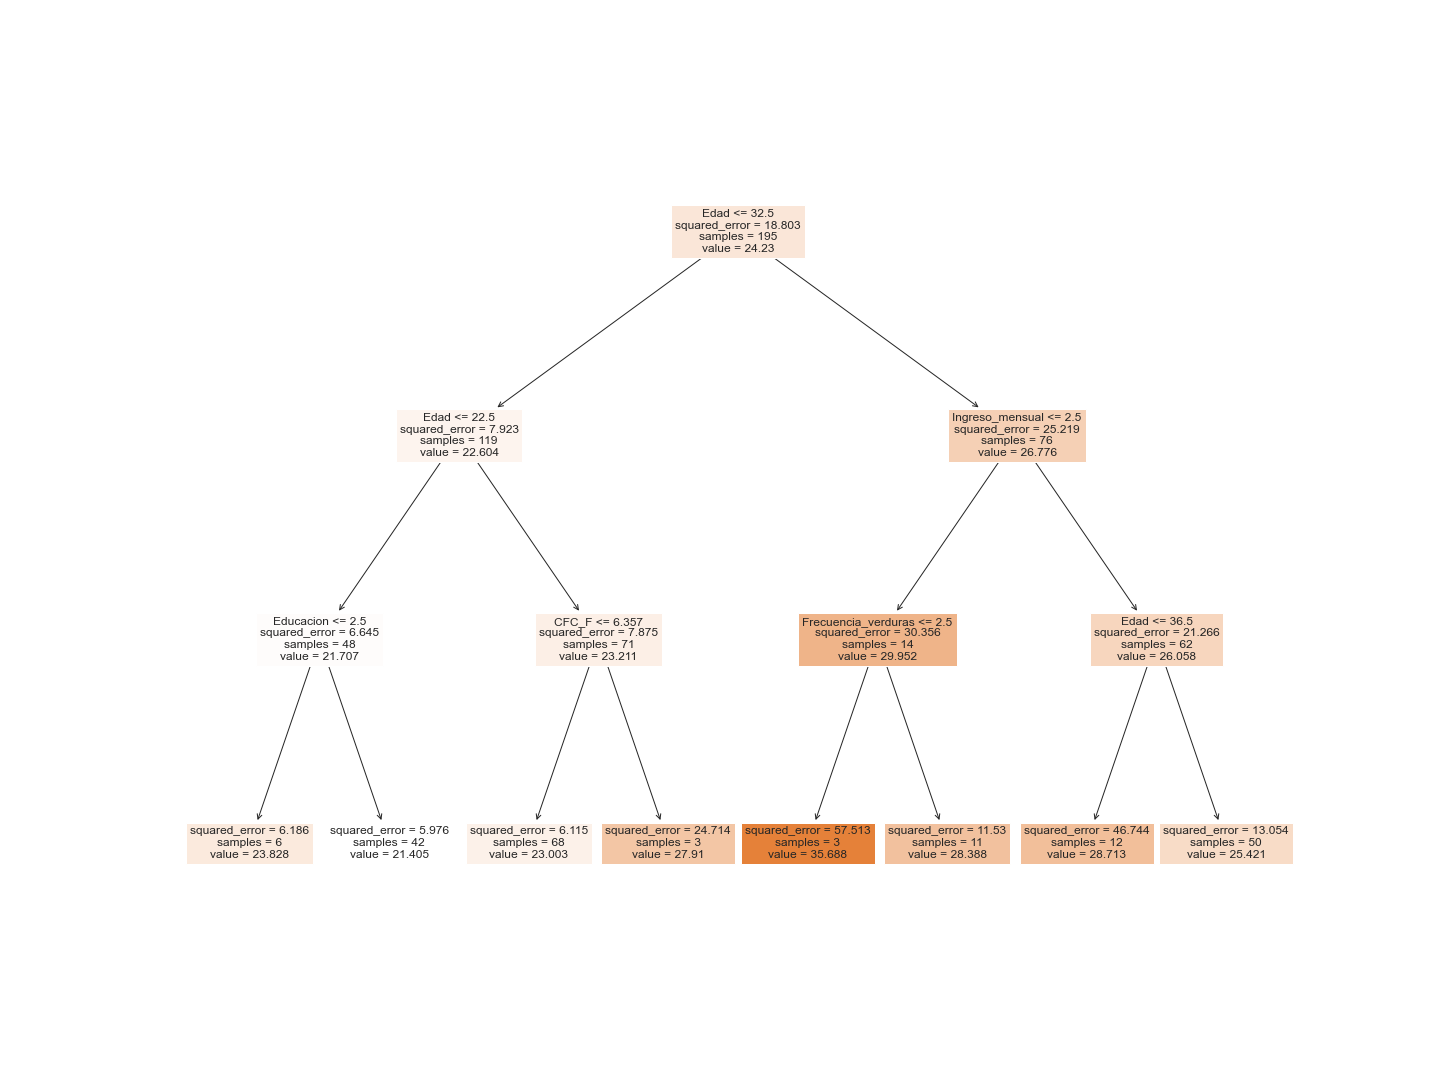 Edad <= 32.5
squared_error = 18.803
samples = 195
value = 24.23
Edad <= 22.5
squared_error = 7.923
samples = 119
value = 22.604
Ingreso_mensual <= 2.5
squared_error = 25.219
samples = 76
value = 26.776
Educacion <= 2.5
squared_error = 6.645
samples = 48
value = 21.707
CFC_F <= 6.357
squared_error = 7.875
samples = 71
value = 23.211
Frecuencia_verduras <= 2.5
squared_error = 30.356
samples = 14
value = 29.952
Edad <= 36.5
squared_error = 21.266
samples = 62
value = 26.058
squared_error = 6.186
samples = 6
value = 23.828
squared_error = 5.976
samples = 42
value = 21.405
squared_error = 6.115
samples = 68
value = 23.003
squared_error = 24.714
samples = 3
value = 27.91
squared_error = 57.513
samples = 3
value = 35.688
squared_error = 11.53
samples = 11
value = 28.388
squared_error = 46.744
samples = 12
value = 28.713
squared_error = 13.054
samples = 50
value = 25.421